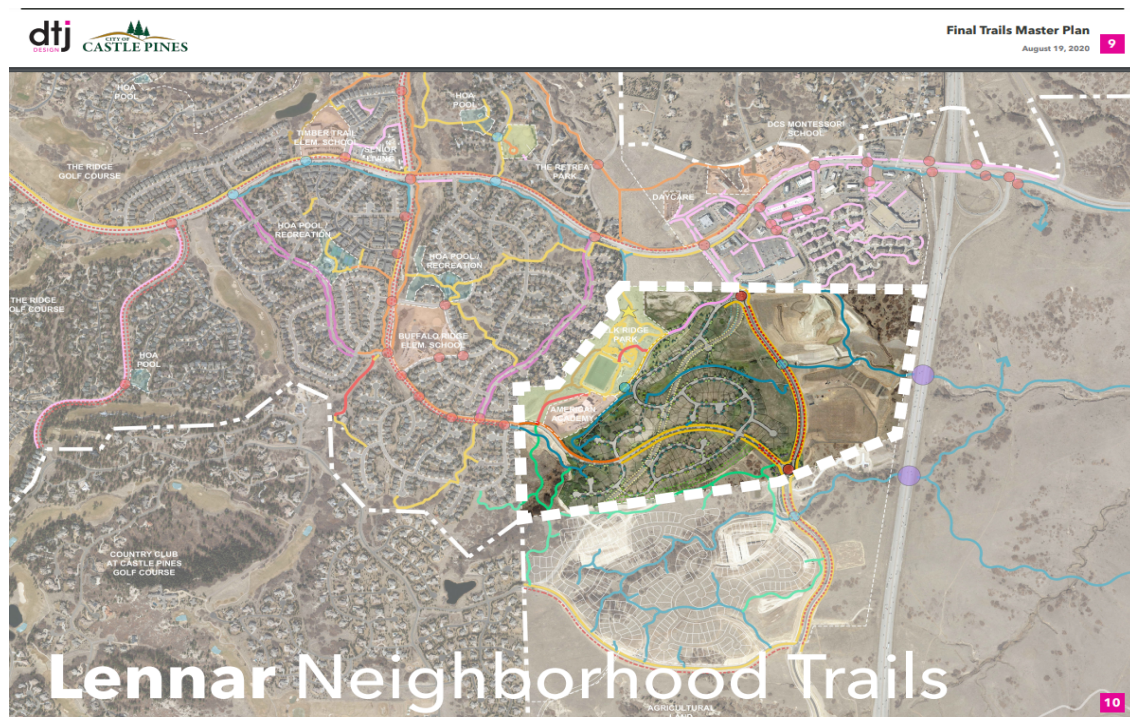 dtj
DESIGN
CITY OF
CASTLE PINES
Final Trails Master Plan
August 19, 2020
9
HOA
POOL
HOA
POOL
DCS MONTESSORI
SCHOOL
TIMBER TRAIL
ELEM. SCHOOL
SENIOR
LIVING
THE RIDGE
GOLF COURSE
THE RETREAT
PARK
DAYCARE
HOA POOL/
RECREATION
HOA POOL/
RECREATION
THE RIDGE
OLF COURSE
ELK RIDGE
PARK
BUFFALO RIDGE
ELEM. SCHOOL
HOA
POOL
AMERICAN
ACADEMY
COUNTRY CLUB
AT CASTLE PINES
GOLF COURSE
Lennar Neighborhood Trails
AGRICULTURAL
LAND
10